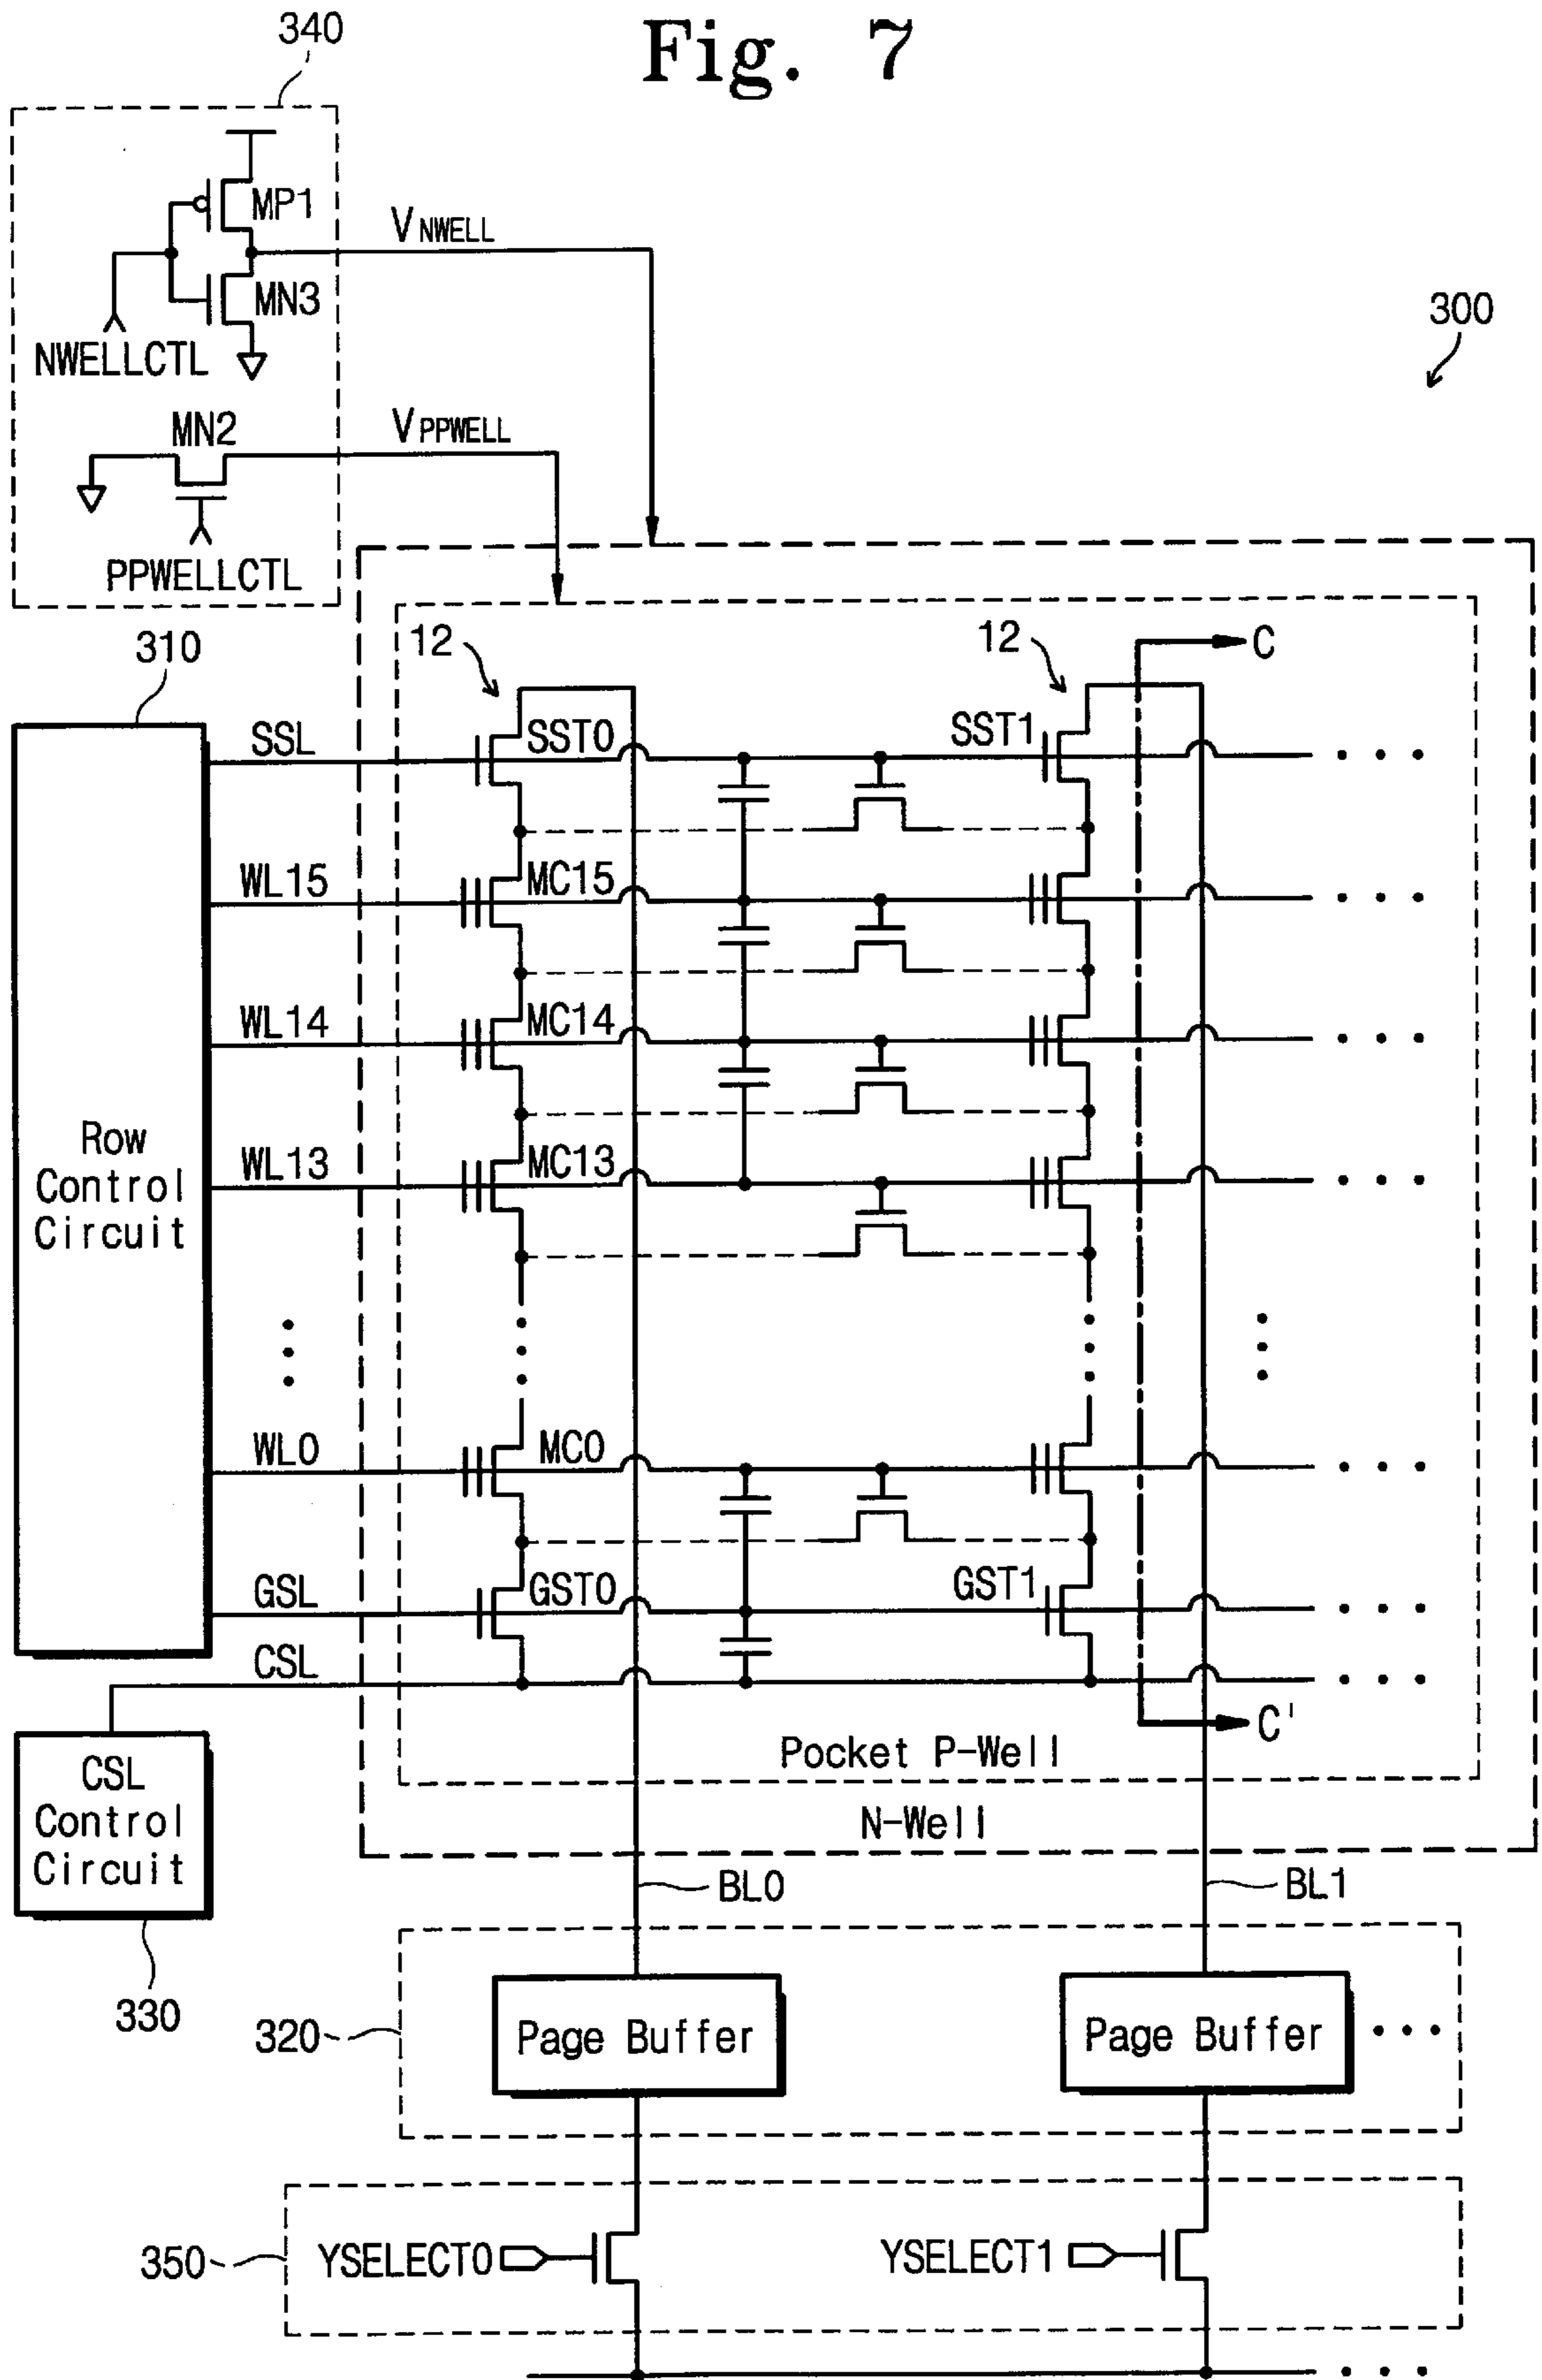 Fig. 7
340
MP1
VNWELL
MN3
NWELLCTL
300
MN2
VPPWELL
PPWELLCTL
310
12
12
C
SSL
SST0
SST1
WL15
MC15
WL14
MC14
Row
Control
Circuit
WL13
MC13
WL0
MC0
GSL
GST0
GST1
CSL
C'
Pocket P-Well
CSL
Control
Circuit
N-Well
BL0
BL1
330
320
Page Buffer
Page Buffer
350
YSELECT0
YSELECT1